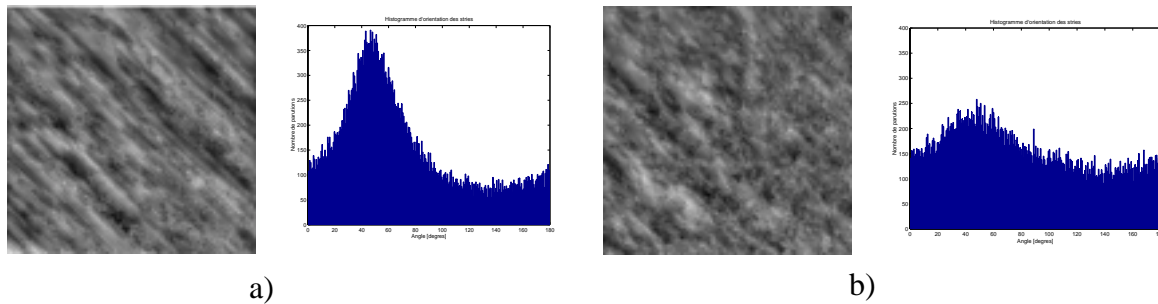 Histogramme d'orientation des stries
400
350
300
250
200
150
100
50
0
Nombre de parutions
0 20 40 60 80 100 120 140 160 180
Angle [degres]
a)
Histogramme d'orientation des stries
400
350
300
250
200
150
100
50
0
Nombre de parutions
0 20 40 60 80 100 120 140 160
Angle [degres]
b)